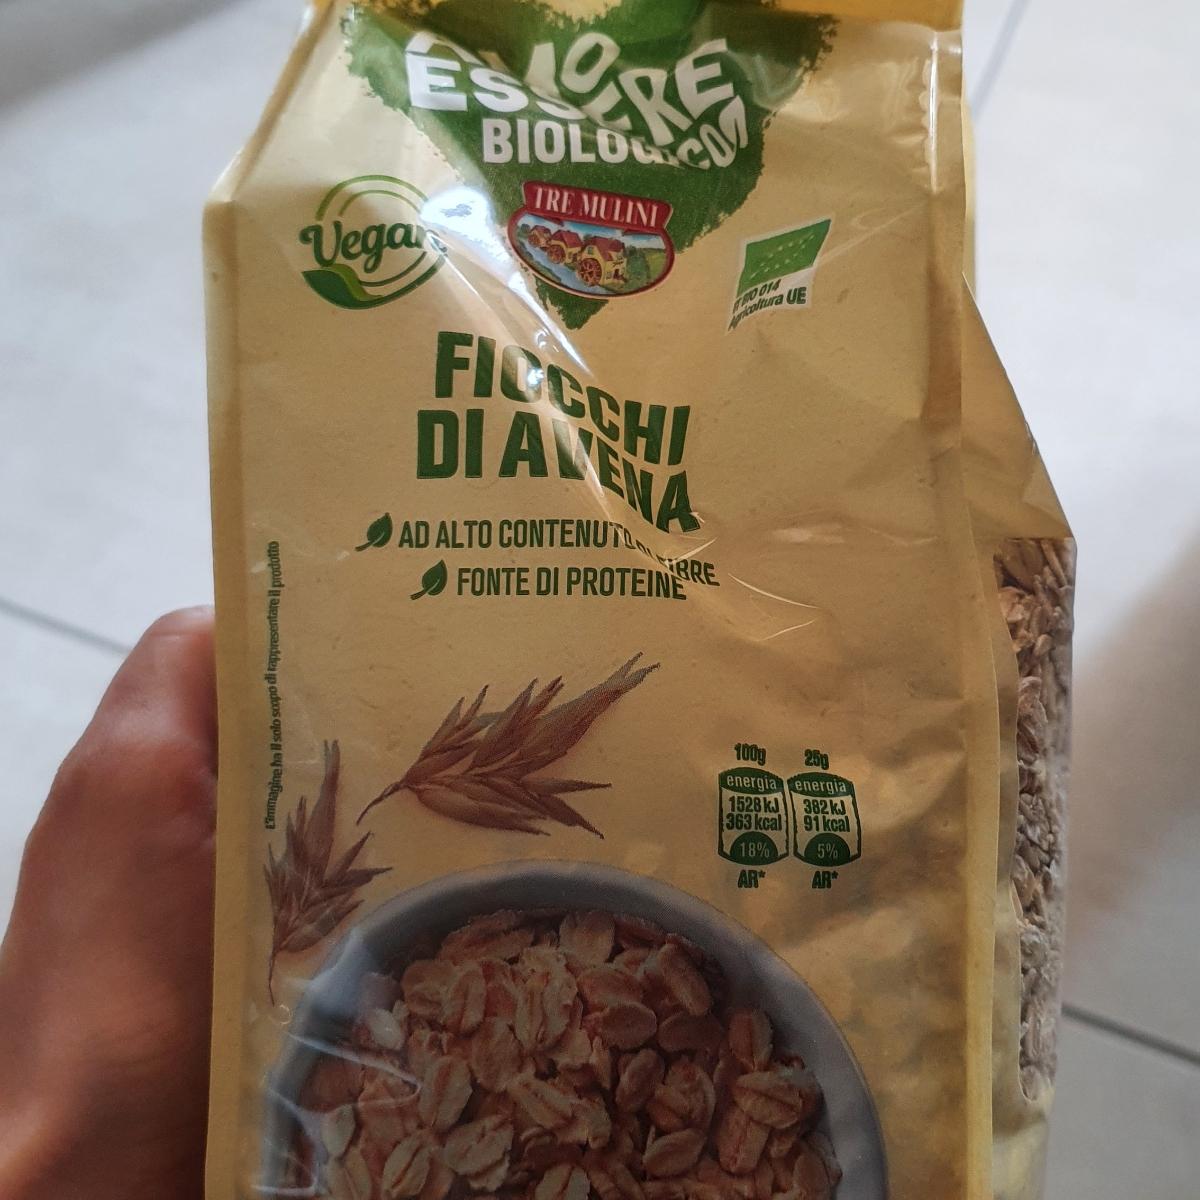 AMO
ESSERE
BIOLOGICO
TRE MULINI
Vegan
IT BIO 014
Agricoltura UE
FIOCCHI
DI AVENA
AD ALTO CONTENUTO DI FIBRE
FONTE DI PROTEINE
L'immagine ha il solo scopo di rappresentare il prodotto
100g 25g
energia energia
1528 kJ 382 kJ
363 kcal 91 kcal
18% 5%
AR* AR*